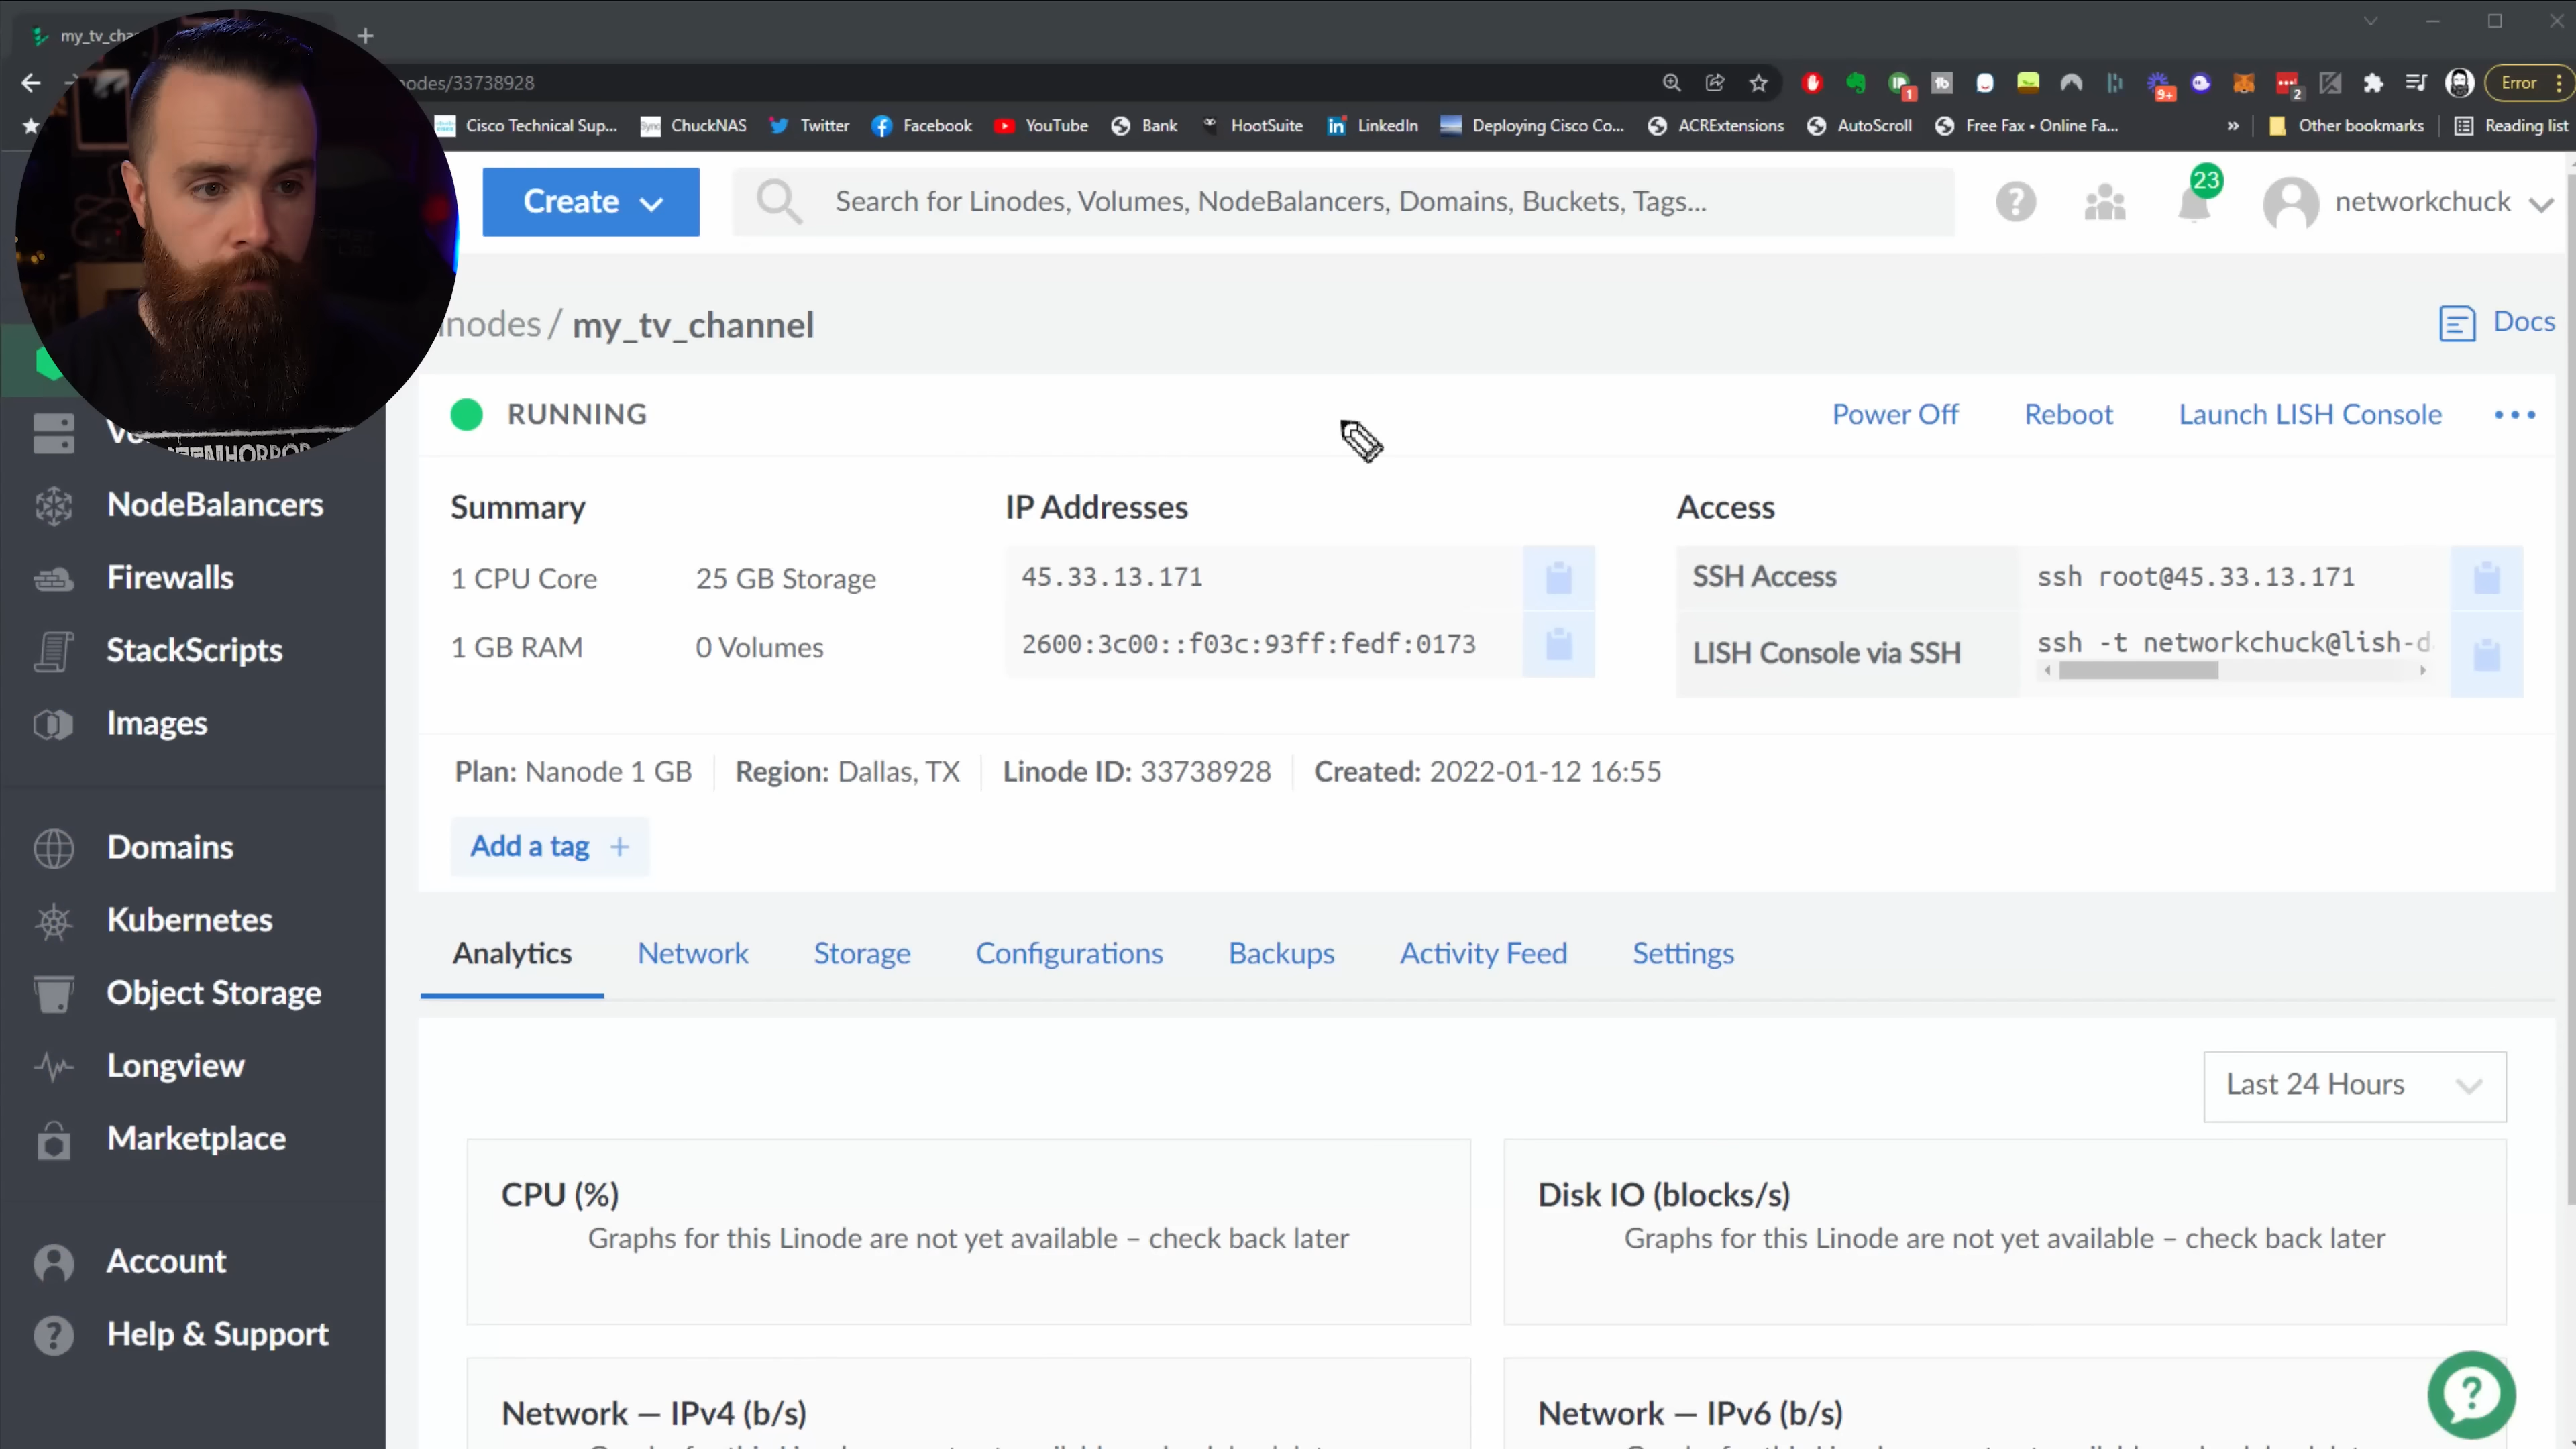 my_tv_cha
nodes/33738928
1
9+
2
Error
Cisco Technical Sup...
ChuckNAS
Twitter
Facebook
YouTube
Bank
HootSuite
LinkedIn
Deploying Cisco Co...
ACRExtensions
AutoScroll
Free Fax • Online Fa...
»
Other bookmarks
Reading list
Create
Search for Linodes, Volumes, NodeBalancers, Domains, Buckets, Tags...
23
networkchuck
inodes / my_tv_channel
Docs
RUNNING
Power Off
Reboot
Launch LISH Console
NodeBalancers
Firewalls
StackScripts
Images
Domains
Kubernetes
Object Storage
Longview
Marketplace
Account
Help & Support
Summary
1 CPU Core
25 GB Storage
1 GB RAM
0 Volumes
IP Addresses
45.33.13.171
2600:3c00::f03c:93ff:fedf:0173
Access
SSH Access
ssh root@45.33.13.171
LISH Console via SSH
ssh -t networkchuck@lish-d
Plan: Nanode 1 GB
Region: Dallas, TX
Linode ID: 33738928
Created: 2022-01-12 16:55
Add a tag +
Analytics
Network
Storage
Configurations
Backups
Activity Feed
Settings
Last 24 Hours
CPU (%)
Graphs for this Linode are not yet available – check back later
Disk IO (blocks/s)
Graphs for this Linode are not yet available – check back later
Network — IPv4 (b/s)
Network — IPv6 (b/s)